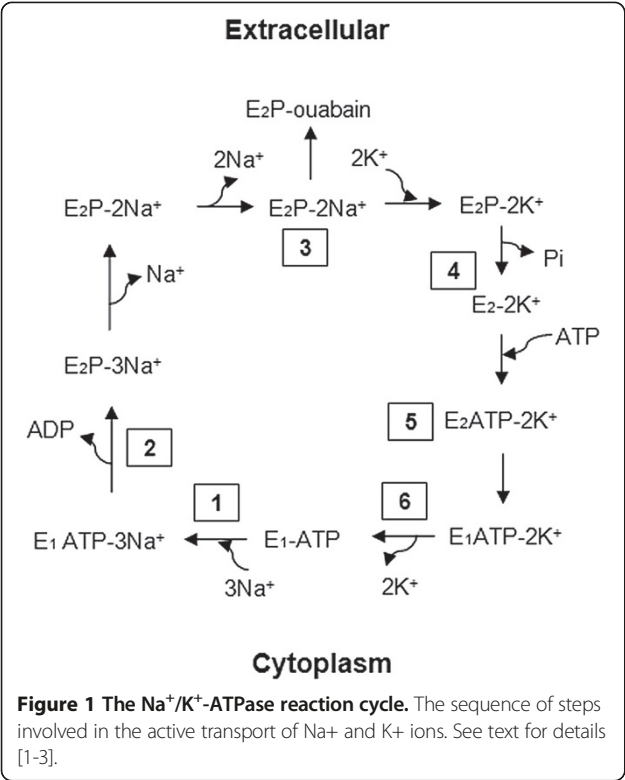 Extracellular
E₂P-ouabain
2Na⁺
2K⁺
E₂P-2Na⁺
E₂P-2Na⁺
E₂P-2K⁺
3
4
Pi
Na⁺
E₂-2K⁺
ATP
E₂P-3Na⁺
ADP
2
5
E₂ATP-2K⁺
1
6
E₁ ATP-3Na⁺
E₁-ATP
E₁ATP-2K⁺
3Na⁺
2K⁺
Cytoplasm
Figure 1 The Na⁺/K⁺-ATPase reaction cycle. The sequence of steps
involved in the active transport of Na+ and K+ ions. See text for details
[1-3].